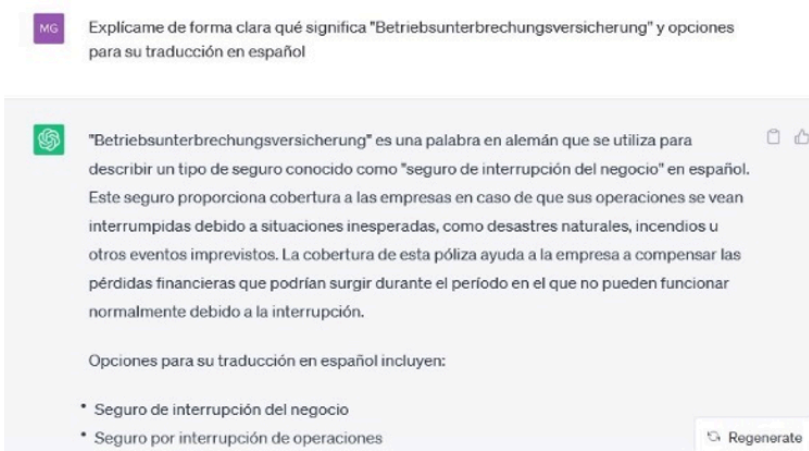 MG
Explícame de forma clara qué significa "Betriebsunterbrechungsversicherung" y opciones
para su traducción en español
"Betriebsunterbrechungsversicherung" es una palabra en alemán que se utiliza para
describir un tipo de seguro conocido como "seguro de interrupción del negocio" en español.
Este seguro proporciona cobertura a las empresas en caso de que sus operaciones se vean
interrumpidas debido a situaciones inesperadas, como desastres naturales, incendios u
otros eventos imprevistos. La cobertura de esta póliza ayuda a la empresa a compensar las
pérdidas financieras que podrían surgir durante el período en el que no pueden funcionar
normalmente debido a la interrupción.
Opciones para su traducción en español incluyen:
• Seguro de interrupción del negocio
• Seguro por interrupción de operaciones
Regenerate